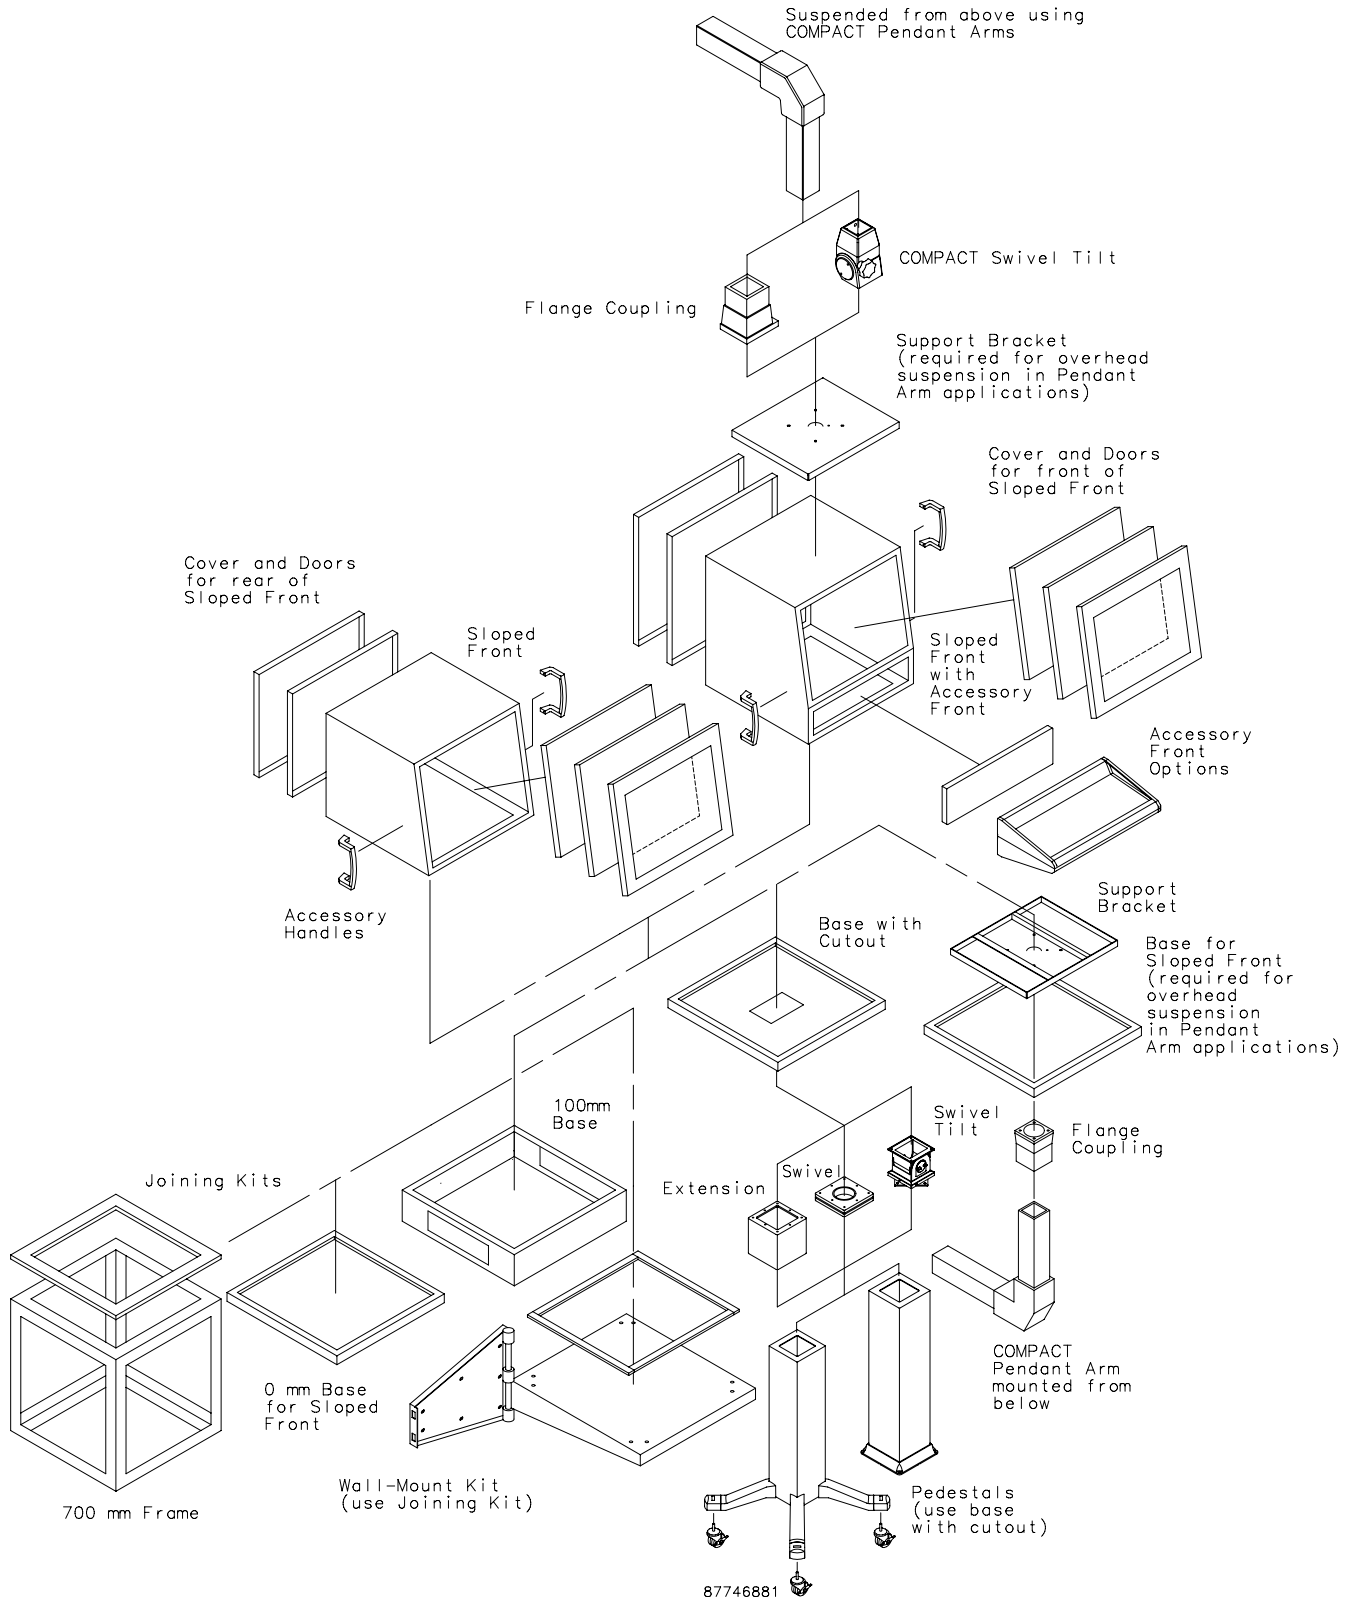 Suspended from above using
COMPACT Pendant Arms
COMPACT Swivel Tilt
Flange Coupling
Support Bracket
(required for overhead
suspension in Pendant
Arm applications)
Cover and Doors
for front of
Sloped Front
Cover and Doors
for rear of
Sloped Front
Sloped
Front
Sloped
Front
with
Accessory
Front
Accessory
Front
Options
Accessory
Handles
Support
Bracket
Base with
Cutout
Base for
Sloped Front
(required for
overhead
suspension
in Pendant
Arm applications)
100mm
Base
Swivel
Tilt
Flange
Coupling
Joining Kits
Swivel
Extension
COMPACT
Pendant Arm
mounted from
below
0 mm Base
for Sloped
Front
Wall-Mount Kit
(use Joining Kit)
Pedestals
(use base
with cutout)
700 mm Frame
87746881